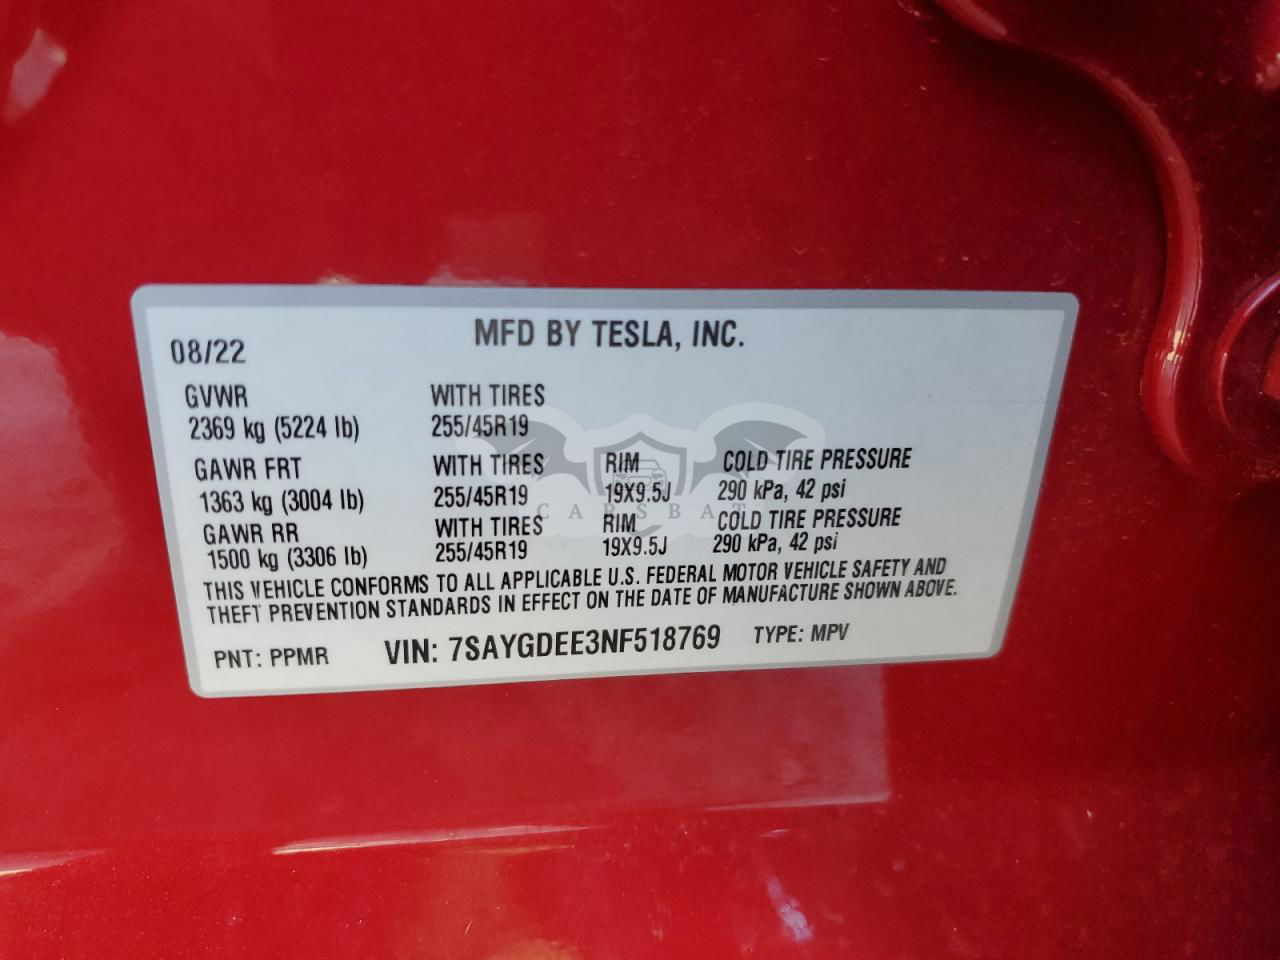 MFD BY TESLA, INC.
08/22
GVWR WITH TIRES
2369 kg (5224 lb) 255/45R19
GAWR FRT WITH TIRES RIM COLD TIRE PRESSURE
1363 kg (3004 lb) 255/45R19 19X9.5J 290 kPa, 42 psi
GAWR RR WITH TIRES RIM COLD TIRE PRESSURE
1500 kg (3306 lb) 255/45R19 19X9.5J 290 kPa, 42 psi
THIS VEHICLE CONFORMS TO ALL APPLICABLE U.S. FEDERAL MOTOR VEHICLE SAFETY AND
THEFT PREVENTION STANDARDS IN EFFECT ON THE DATE OF MANUFACTURE SHOWN ABOVE.
PNT: PPMR VIN: 7SAYGDEE3NF518769 TYPE: MPV
CARSBAT